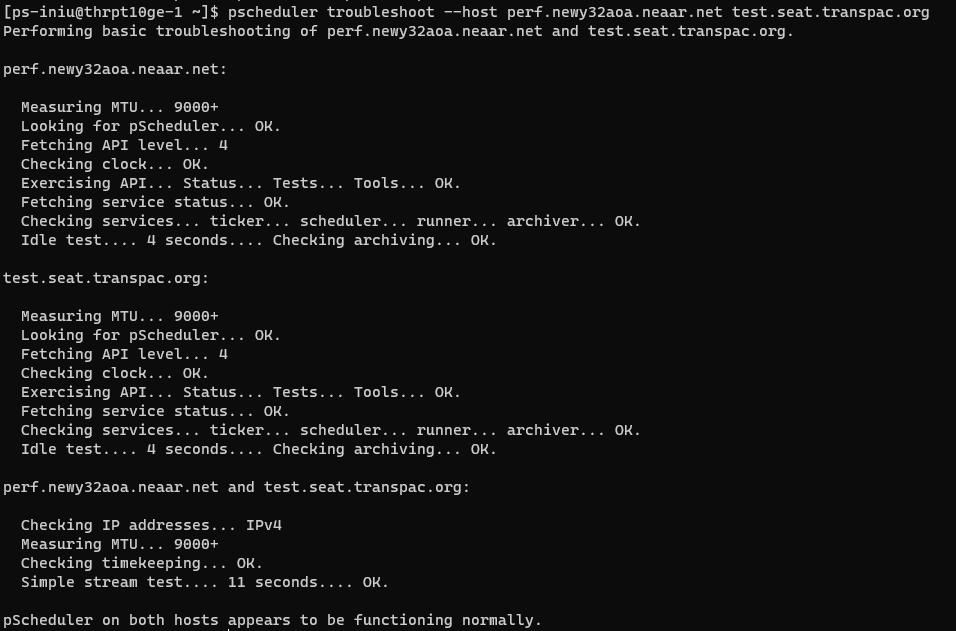 [ps-iniu@thrpt10ge-1 ~]$ pscheduler troubleshoot --host perf.newy32aoa.neaar.net test.seat.transpac.org
Performing basic troubleshooting of perf.newy32aoa.neaar.net and test.seat.transpac.org.
perf.newy32aoa.neaar.net:
Measuring MTU... 9000+
Looking for pScheduler... OK.
Fetching API level... 4
Checking clock... OK.
Exercising API... Status... Tests... Tools... OK.
Fetching service status... OK.
Checking services... ticker... scheduler... runner... archiver... OK.
Idle test.... 4 seconds.... Checking archiving... OK.
test.seat.transpac.org:
Measuring MTU... 9000+
Looking for pScheduler... OK.
Fetching API level... 4
Checking clock... OK.
Exercising API... Status... Tests... Tools... OK.
Fetching service status... OK.
Checking services... ticker... scheduler... runner... archiver... OK.
Idle test.... 4 seconds.... Checking archiving... OK.
perf.newy32aoa.neaar.net and test.seat.transpac.org:
Checking IP addresses... IPv4
Measuring MTU... 9000+
Checking timekeeping... OK.
Simple stream test.... 11 seconds.... OK.
pScheduler on both hosts appears to be functioning normally.